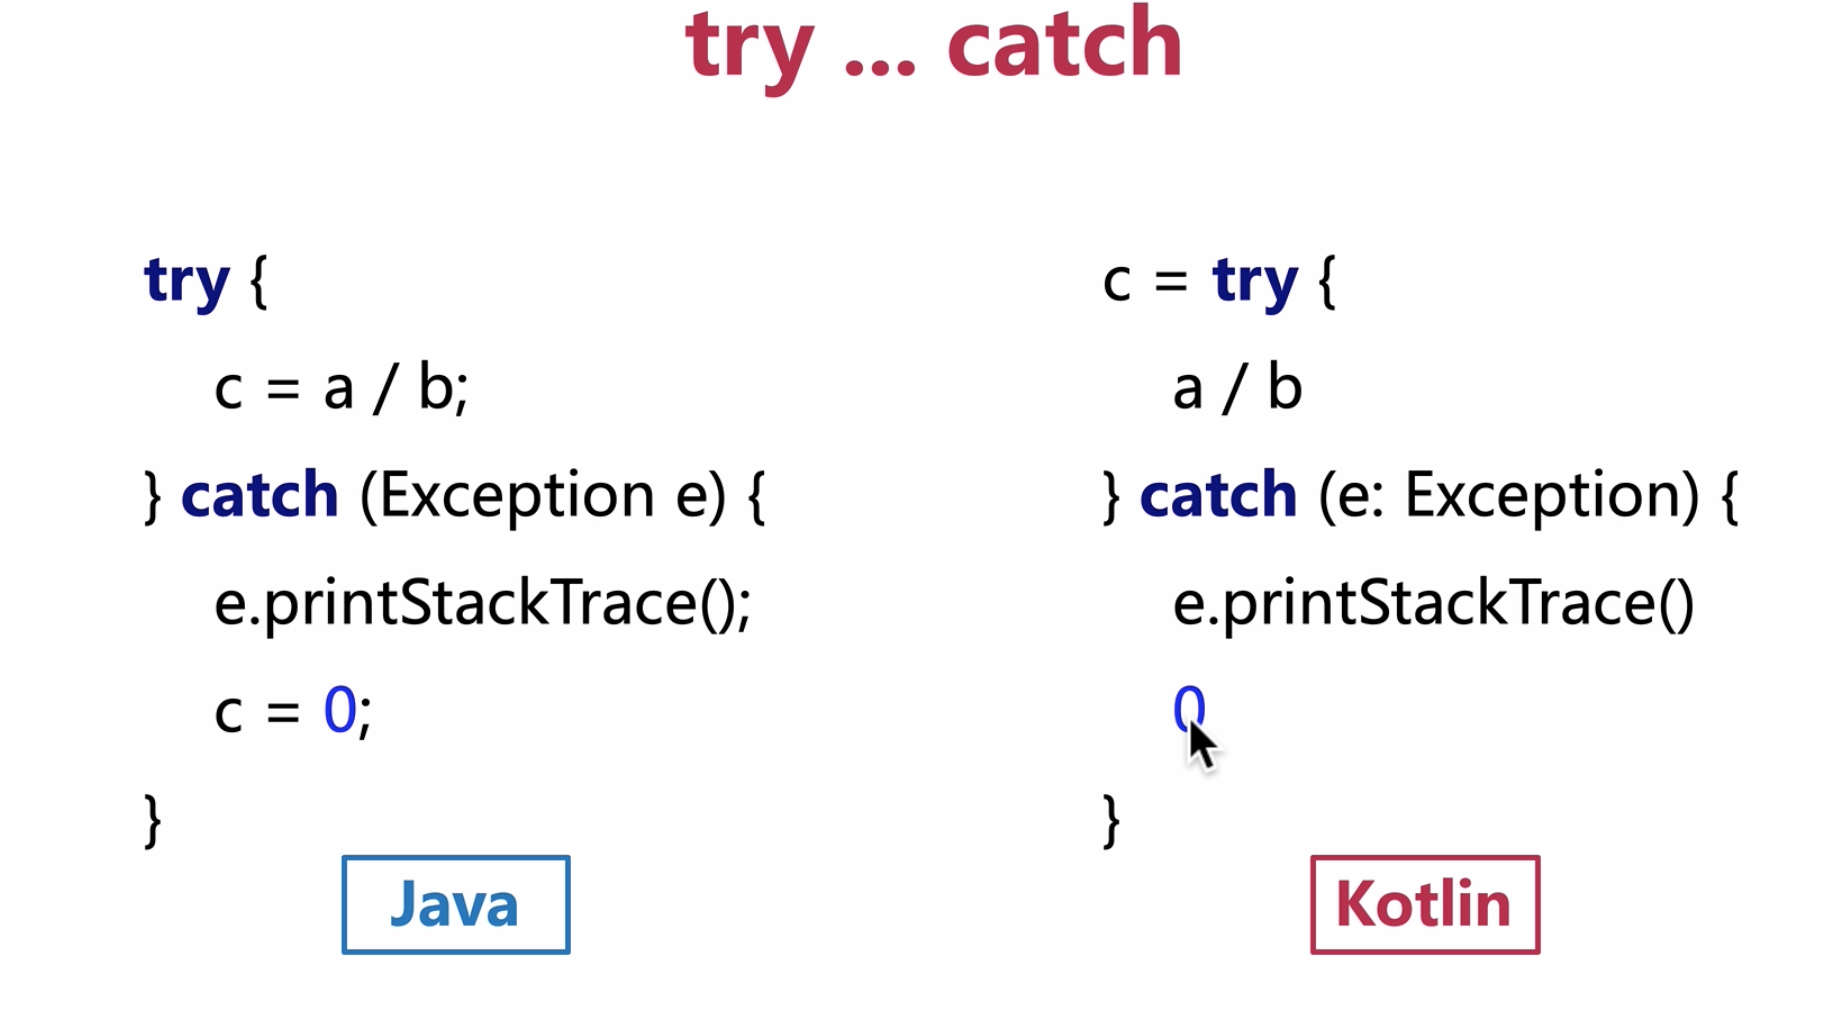 try ... catch
try {
c = a / b;
} catch (Exception e) {
e.printStackTrace();
c = 0;
}
Java
c = try {
a / b
} catch (e: Exception) {
e.printStackTrace()
0
}
Kotlin